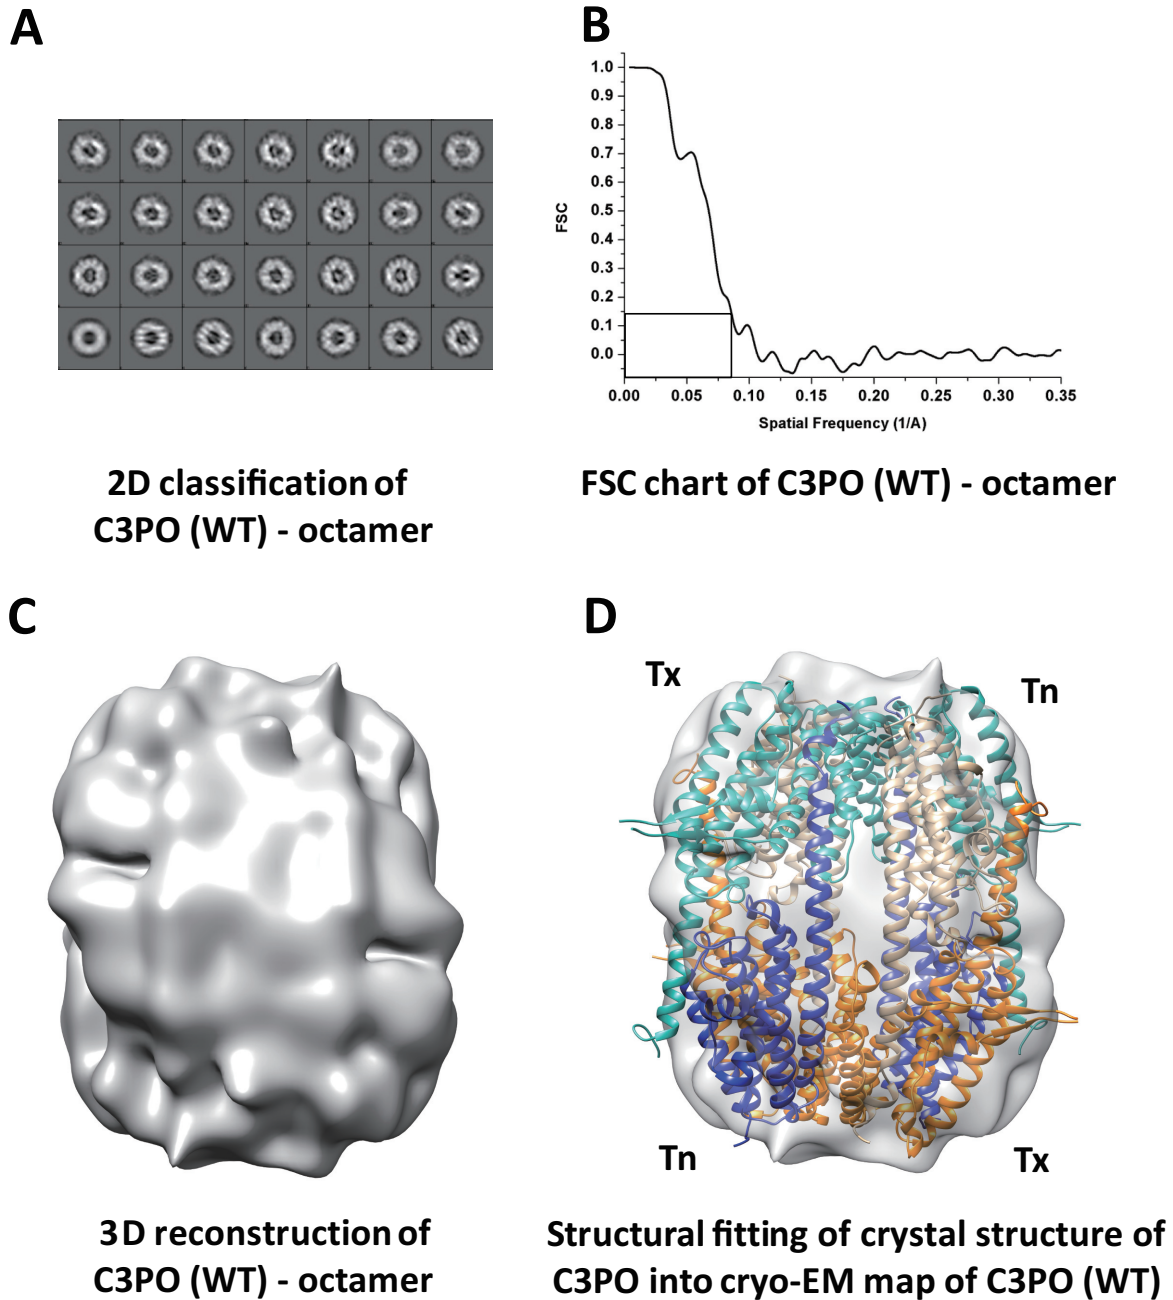 A
B
1.0
0.9
0.8
0.7
0.6
0.5
0.4
0.3
0.2
0.1
0.0
FSC
0.00 0.05 0.10 0.15 0.20 0.25 0.30 0.35
Spatial Frequency (1/A)
2D classification of
C3PO (WT) - octamer
FSC chart of C3PO (WT) - octamer
C
D
Tx
Tn
Tn
Tx
3D reconstruction of
C3PO (WT) - octamer
Structural fitting of crystal structure of
C3PO into cryo-EM map of C3PO (WT)